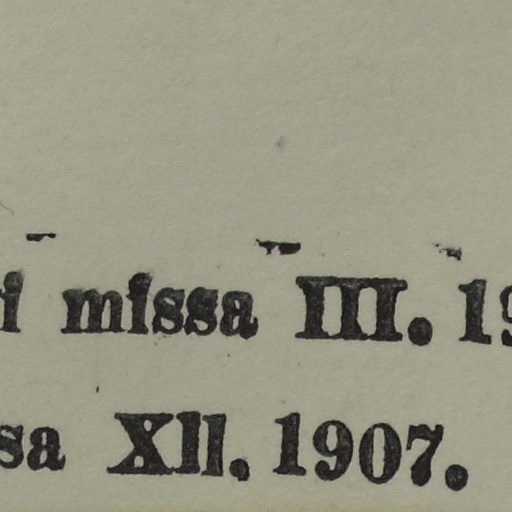 i missa III. 19
sa XII. 1907.